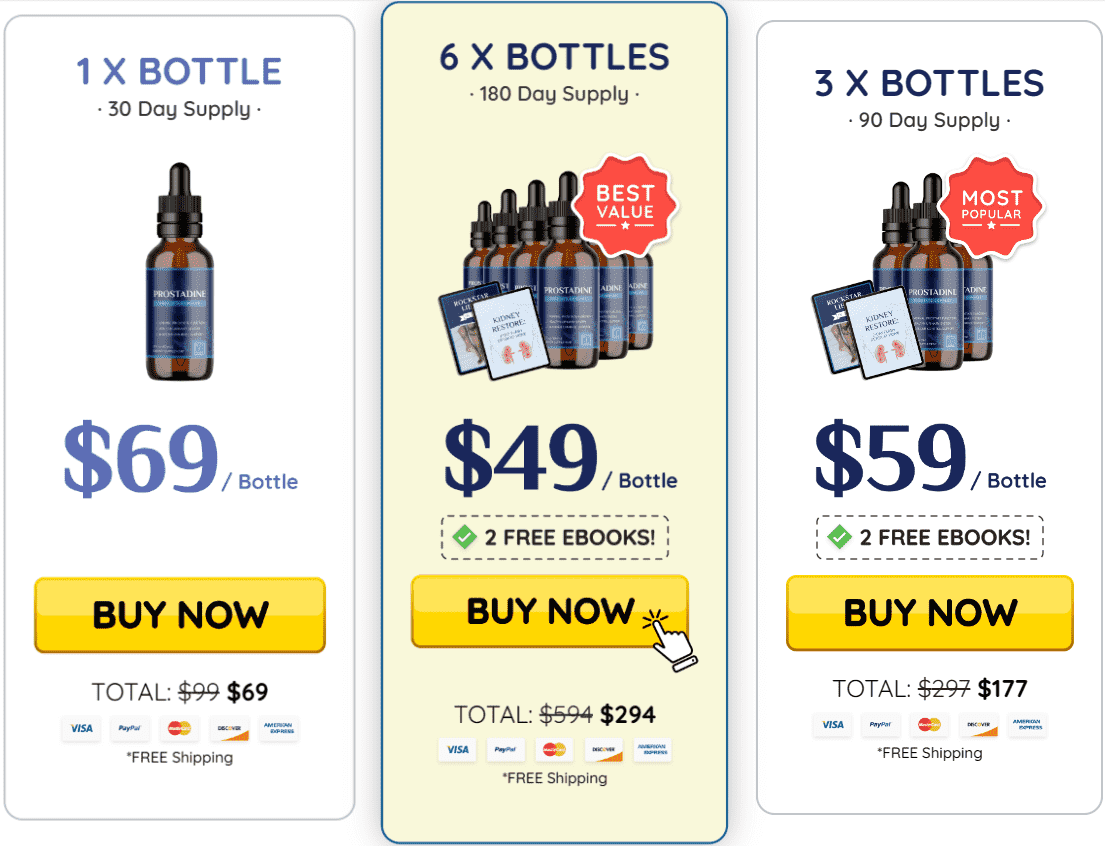 1 X BOTTLE
· 30 Day Supply ·
PROSTADINE
$69 / Bottle
BUY NOW
TOTAL: $99 $69
VISA PayPal MasterCard DISCOVER AMERICAN EXPRESS
*FREE Shipping
6 X BOTTLES
· 180 Day Supply ·
BEST
VALUE
ROCKSTAR
KIDNEY
RESTORE:
PROSTADINE
$49 / Bottle
2 FREE EBOOKS!
BUY NOW
TOTAL: $594 $294
VISA PayPal MasterCard DISCOVER AMERICAN EXPRESS
*FREE Shipping
3 X BOTTLES
· 90 Day Supply ·
MOST
POPULAR
ROCKSTAR
KIDNEY
RESTORE:
PROSTADINE
$59 / Bottle
2 FREE EBOOKS!
BUY NOW
TOTAL: $297 $177
VISA PayPal MasterCard DISCOVER AMERICAN EXPRESS
*FREE Shipping